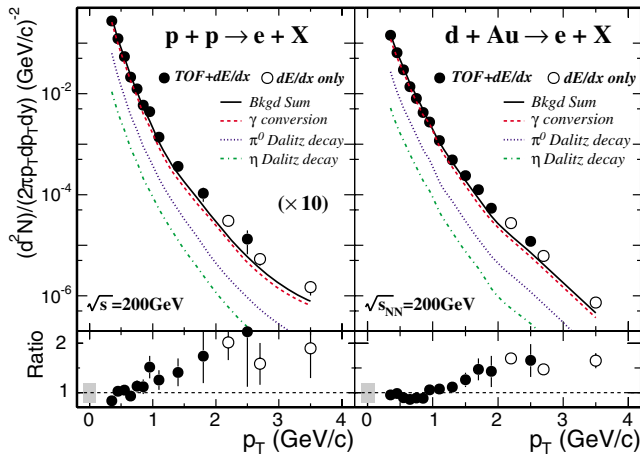 (d²N)/(2πp_Tdp_Tdy) (GeV/c)⁻²
10⁻²
10⁻⁴
10⁻⁶
p + p → e + X
TOF+dE/dx
dE/dx only
Bkgd Sum
γ conversion
π⁰ Dalitz decay
η Dalitz decay
(× 10)
√s =200GeV
d + Au → e + X
TOF+dE/dx
dE/dx only
Bkgd Sum
γ conversion
π⁰ Dalitz decay
η Dalitz decay
√s_NN=200GeV
Ratio
2
1
0 1 2 3 4
0 1 2 3 4
p_T (GeV/c)
p_T (GeV/c)